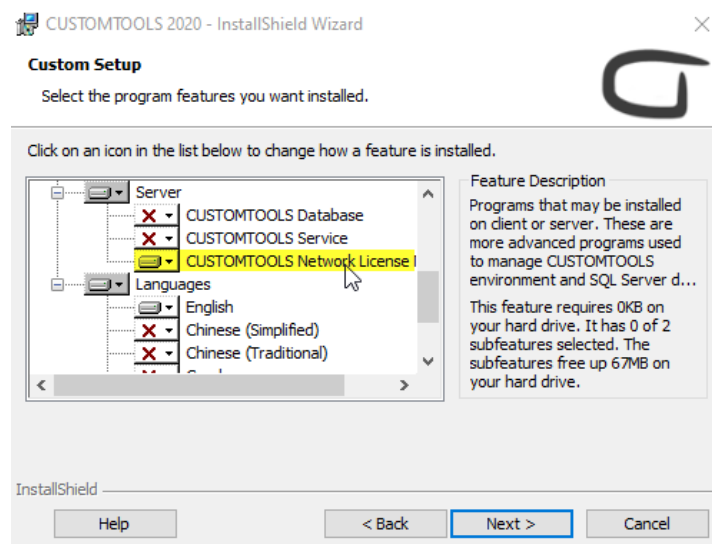 CUSTOMTOOLS 2020 - InstallShield Wizard
Custom Setup
Select the program features you want installed.
Click on an icon in the list below to change how a feature is installed.
Server
CUSTOMTOOLS Database
CUSTOMTOOLS Service
CUSTOMTOOLS Network License
Languages
English
Chinese (Simplified)
Chinese (Traditional)
Feature Description
Programs that may be installed
on client or server. These are
more advanced programs used
to manage CUSTOMTOOLS
environment and SQL Server d...
This feature requires 0KB on
your hard drive. It has 0 of 2
subfeatures selected. The
subfeatures free up 67MB on
your hard drive.
InstallShield
Help
< Back
Next >
Cancel